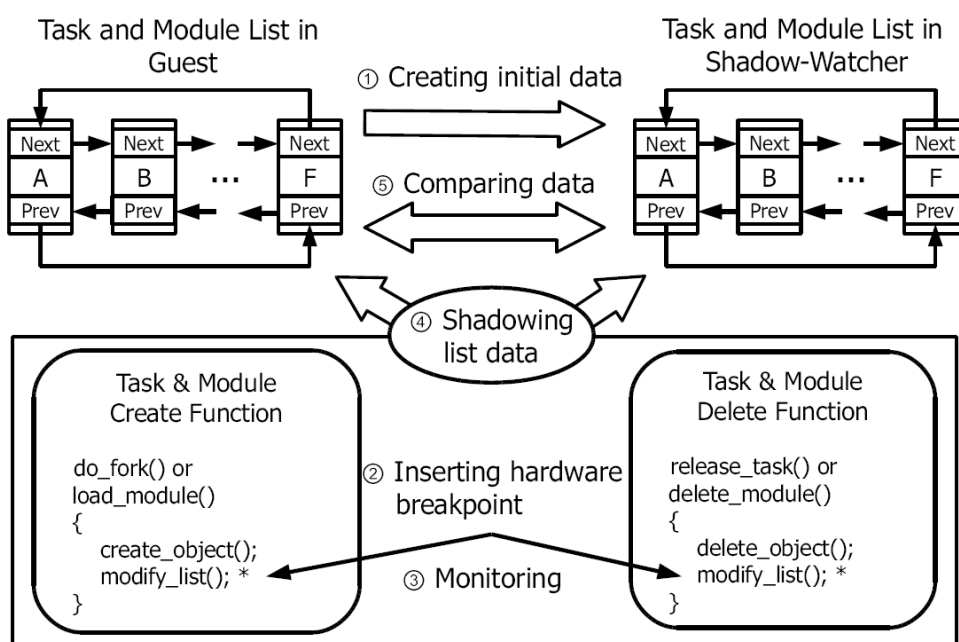 Task and Module List in
Guest
Task and Module List in
Shadow-Watcher
① Creating initial data
Next
Next
Next
A
B
...
F
Prev
Prev
Prev
⑤ Comparing data
Next
Next
Next
A
B
...
F
Prev
Prev
Prev
④ Shadowing
list data
Task & Module
Create Function
do_fork() or
load_module()
{
create_object();
modify_list(); *
}
② Inserting hardware
breakpoint
③ Monitoring
Task & Module
Delete Function
release_task() or
delete_module()
{
delete_object();
modify_list(); *
}